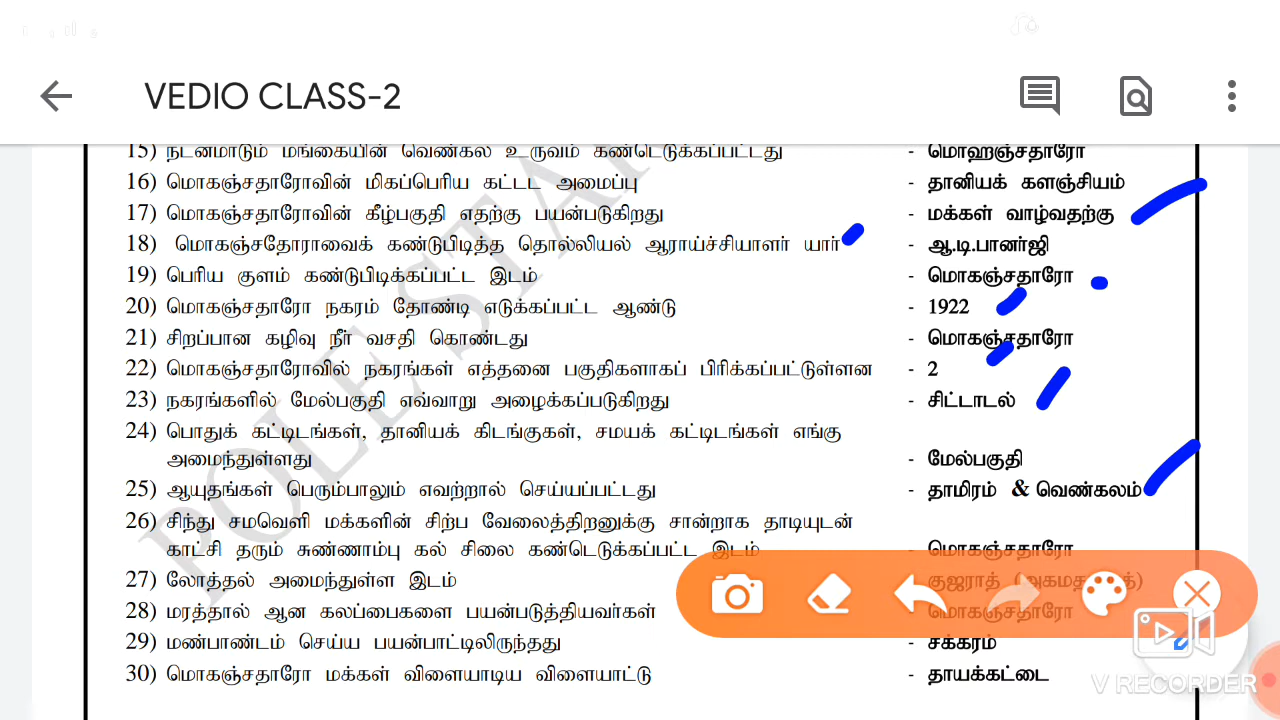 VEDIO CLASS-2
15) நடனமாடும் மங்கையின் வெண்கல உருவம் கண்டெடுக்கப்பட்டது - மொஹஞ்சதாரோ
16) மொகஞ்சதாரோவின் மிகப்பெரிய கட்டட அமைப்பு - தானியக் களஞ்சியம்
17) மொகஞ்சதாரோவின் கீழ்பகுதி எதற்கு பயன்படுகிறது - மக்கள் வாழ்வதற்கு
18) மொகஞ்சதோராவைக் கண்டுபிடித்த தொல்லியல் ஆராய்ச்சியாளர் யார் - ஆ.டி.பானர்ஜி
19) பெரிய குளம் கண்டுபிடிக்கப்பட்ட இடம் - மொகஞ்சதாரோ
20) மொகஞ்சதாரோ நகரம் தோண்டி எடுக்கப்பட்ட ஆண்டு - 1922
21) சிறப்பான கழிவு நீர் வசதி கொண்டது - மொகஞ்சதாரோ
22) மொகஞ்சதாரோவில் நகரங்கள் எத்தனை பகுதிகளாகப் பிரிக்கப்பட்டுள்ளன - 2
23) நகரங்களில் மேல்பகுதி எவ்வாறு அழைக்கப்படுகிறது - சிட்டாடல்
24) பொதுக் கட்டிடங்கள், தானியக் கிடங்குகள், சமயக் கட்டிடங்கள் எங்கு
அமைந்துள்ளது - மேல்பகுதி
25) ஆயுதங்கள் பெரும்பாலும் எவற்றால் செய்யப்பட்டது - தாமிரம் & வெண்கலம்
26) சிந்து சமவெளி மக்களின் சிற்ப வேலைத்திறனுக்கு சான்றாக தாடியுடன்
காட்சி தரும் சுண்ணாம்பு கல் சிலை கண்டெடுக்கப்பட்ட இடம் - மொகஞ்சதாரோ
27) லோத்தல் அமைந்துள்ள இடம் குஜராத்
28) மரத்தால் ஆன கலப்பைகளை பயன்படுத்தியவர்கள் மொகஞ்சதாரோ
29) மண்பாண்டம் செய்ய பயன்பாட்டிலிருந்தது - சக்கரம்
30) மொகஞ்சதாரோ மக்கள் விளையாடிய விளையாட்டு - தாயக்கட்டை
POLE STAR
V RECORDER